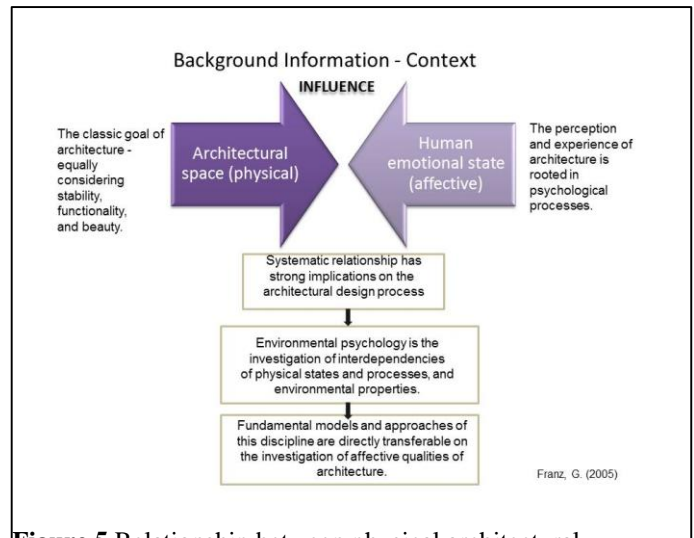 Background Information - Context
INFLUENCE
The classic goal of
architecture -
equally
considering
stability,
functionality,
and beauty.
Architectural
space (physical)
Human
emotional state
(affective)
The perception
and experience of
architecture is
rooted in
psychological
processes.
Systematic relationship has
strong implications on the
architectural design process
Environmental psychology is the
investigation of interdependencies
of physical states and processes, and
environmental properties.
Fundamental models and approaches of
this discipline are directly transferable on
the investigation of affective qualities of
architecture.
Franz, G. (2005)
Figure 5 Relationship between physical architectural